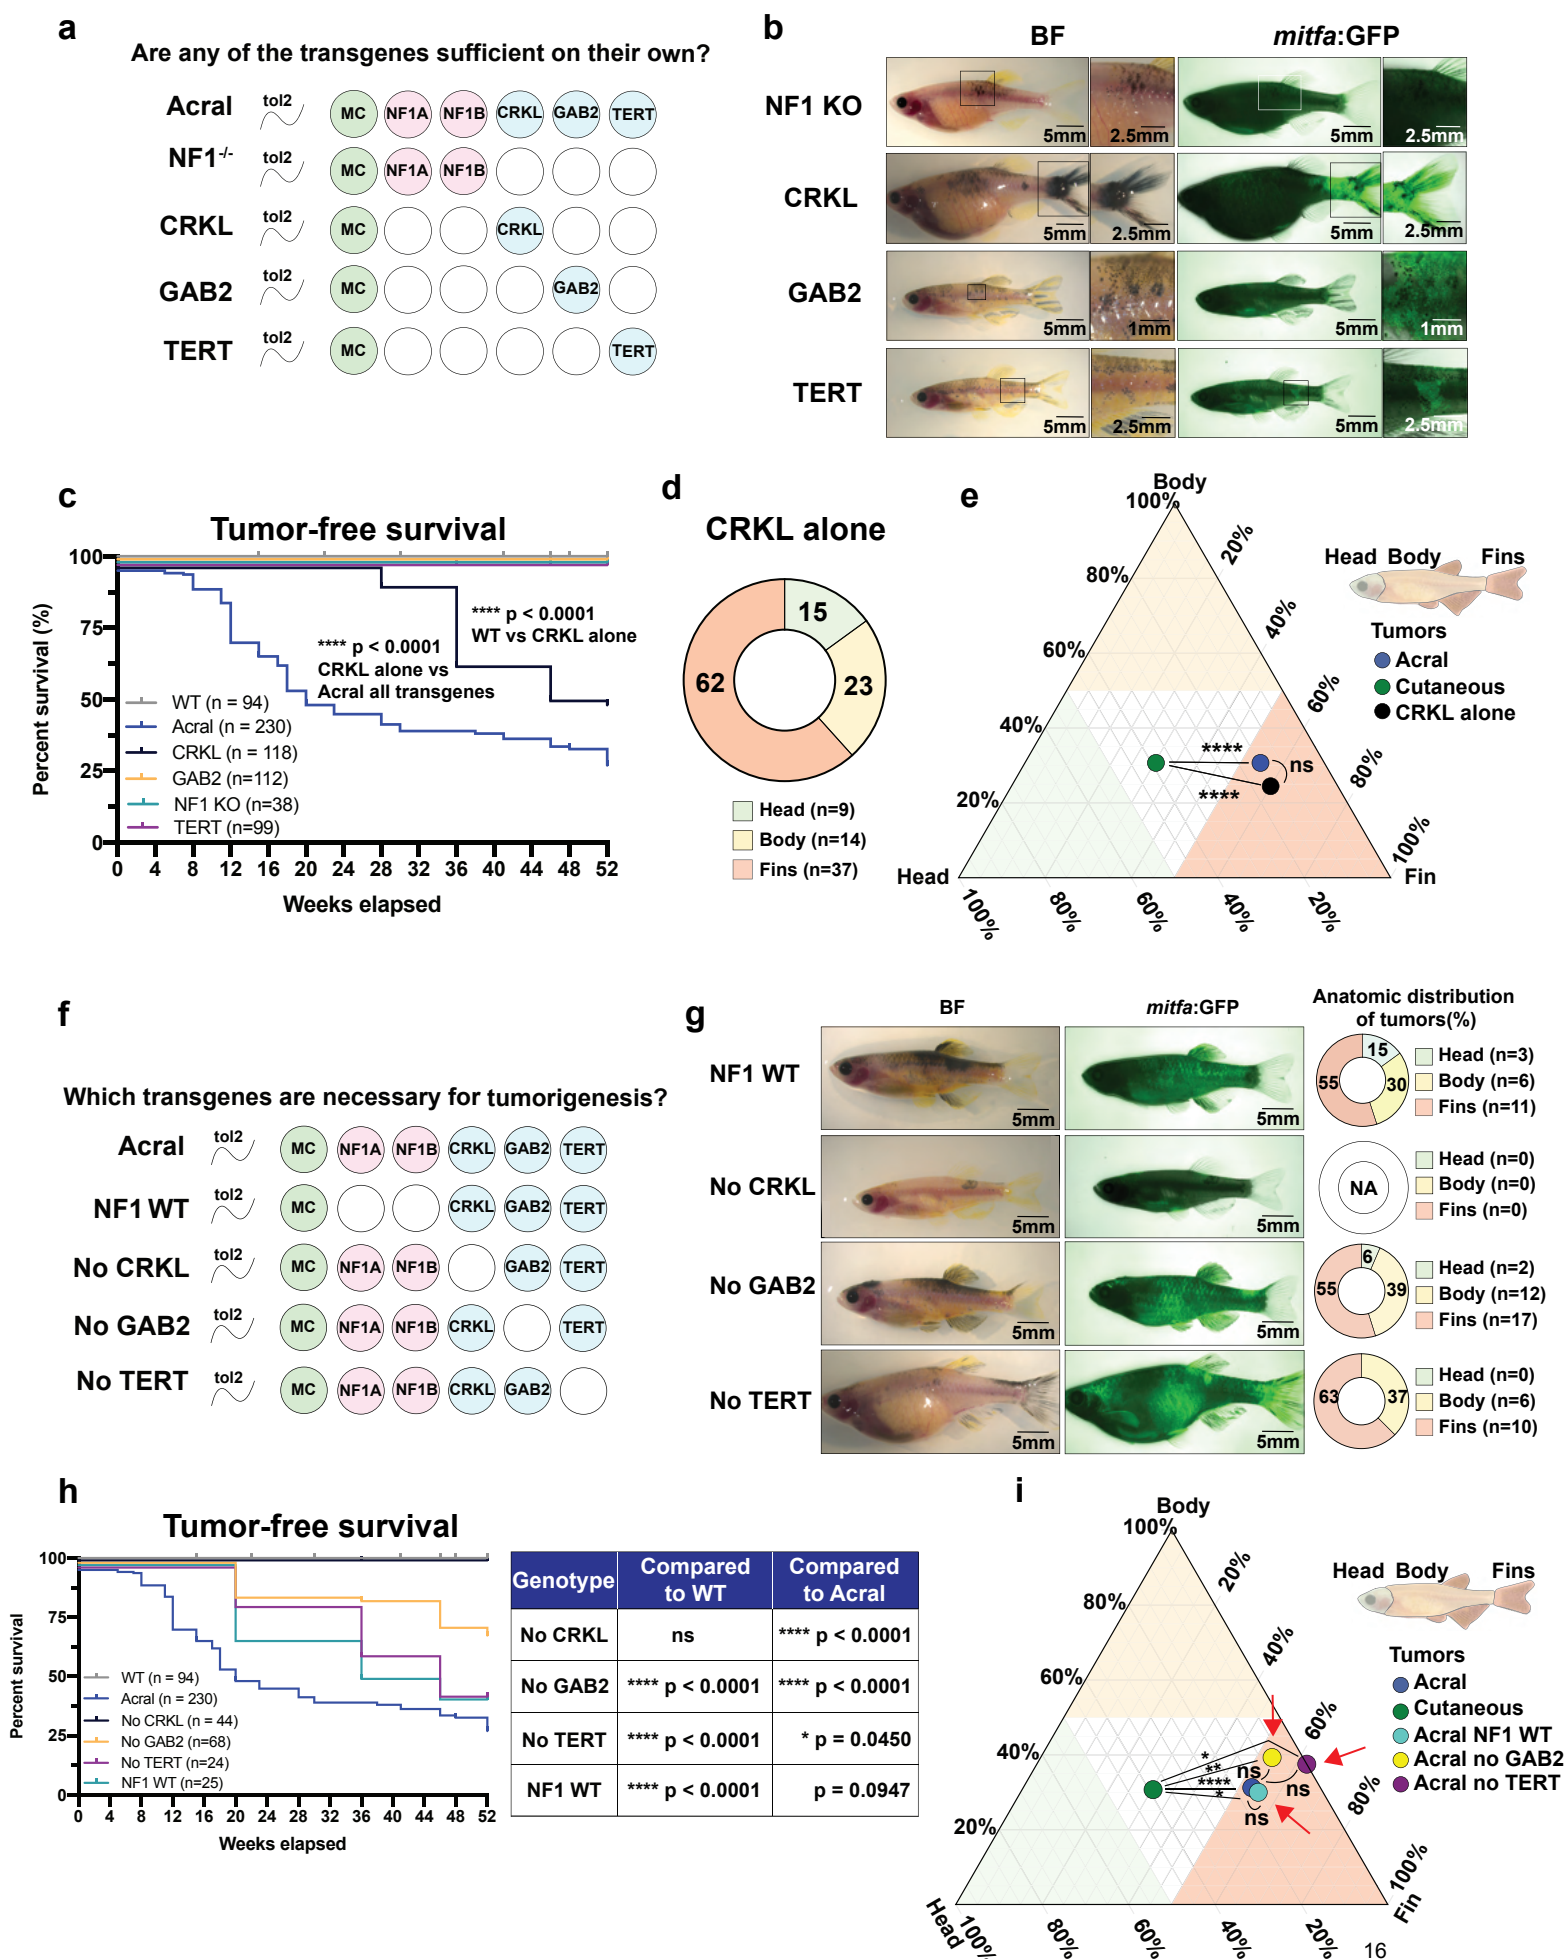 a
Are any of the transgenes sufficient on their own?
Acral tol2 MC NF1A NF1B CRKL GAB2 TERT
NF1-/- tol2 MC NF1A NF1B
CRKL tol2 MC CRKL
GAB2 tol2 MC GAB2
TERT tol2 MC TERT
b
BF mitfa:GFP
NF1 KO 5mm 2.5mm 5mm 2.5mm
CRKL 5mm 2.5mm 5mm 2.5mm
GAB2 5mm 1mm 5mm 1mm
TERT 5mm 2.5mm 5mm 2.5mm
c
Tumor-free survival
Percent survival (%)
100
75
50
25
0
**** p < 0.0001
WT vs CRKL alone
**** p < 0.0001
CRKL alone vs
Acral all transgenes
WT (n = 94)
Acral (n = 230)
CRKL (n = 118)
GAB2 (n=112)
NF1 KO (n=38)
TERT (n=99)
0 4 8 12 16 20 24 28 32 36 40 44 48 52
Weeks elapsed
d
CRKL alone
15
62 23
Head (n=9)
Body (n=14)
Fins (n=37)
e
Body
100%
20%
80%
40%
60%
60%
40%
80%
20%
100%
Head Fin
100% 80% 60% 40% 20%
**** ns
****
Head Body Fins
Tumors
Acral
Cutaneous
CRKL alone
f
Which transgenes are necessary for tumorigenesis?
Acral tol2 MC NF1A NF1B CRKL GAB2 TERT
NF1 WT tol2 MC CRKL GAB2 TERT
No CRKL tol2 MC NF1A NF1B GAB2 TERT
No GAB2 tol2 MC NF1A NF1B CRKL TERT
No TERT tol2 MC NF1A NF1B CRKL GAB2
g
BF mitfa:GFP
Anatomic distribution
of tumors(%)
NF1 WT 5mm 5mm
15
55 30
Head (n=3)
Body (n=6)
Fins (n=11)
No CRKL 5mm 5mm
NA
Head (n=0)
Body (n=0)
Fins (n=0)
No GAB2 5mm 5mm
6
55 39
Head (n=2)
Body (n=12)
Fins (n=17)
No TERT 5mm 5mm
63 37
Head (n=0)
Body (n=6)
Fins (n=10)
h
Tumor-free survival
Percent survival
100
75
50
25
0
WT (n = 94)
Acral (n = 230)
No CRKL (n = 44)
No GAB2 (n=68)
No TERT (n=24)
NF1 WT (n=25)
0 4 8 12 16 20 24 28 32 36 40 44 48 52
Weeks elapsed
Genotype Compared to WT Compared to Acral
No CRKL ns **** p < 0.0001
No GAB2 **** p < 0.0001 **** p < 0.0001
No TERT **** p < 0.0001 * p = 0.0450
NF1 WT **** p < 0.0001 p = 0.0947
i
Body
100%
20%
80%
40%
60%
60%
40%
80%
20%
100%
Head Fin
100% 80% 60% 40% 20%
*
**
ns
****
*
ns
ns
Head Body Fins
Tumors
Acral
Cutaneous
Acral NF1 WT
Acral no GAB2
Acral no TERT
16